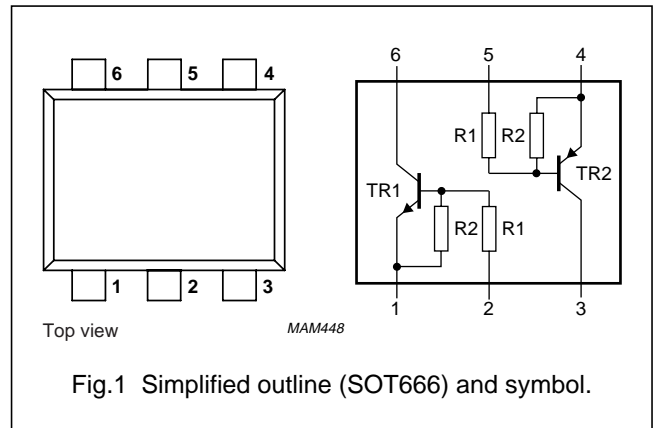 6 5 4
1 2 3
Top view
MAM448
6 5 4
R1 R2
TR2
TR1
R2 R1
1 2 3
Fig.1 Simplified outline (SOT666) and symbol.